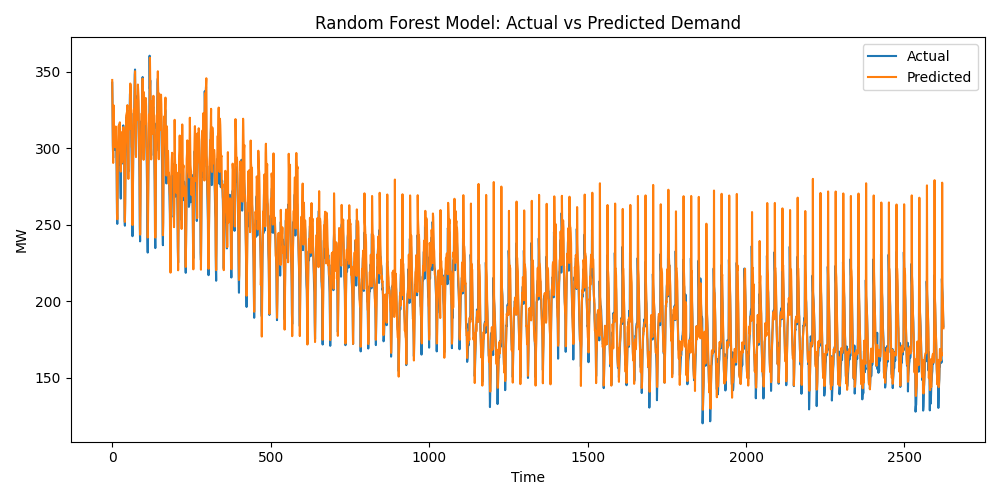 Random Forest Model: Actual vs Predicted Demand
Actual
Predicted
MW
350
300
250
200
150
0 500 1000 1500 2000 2500
Time